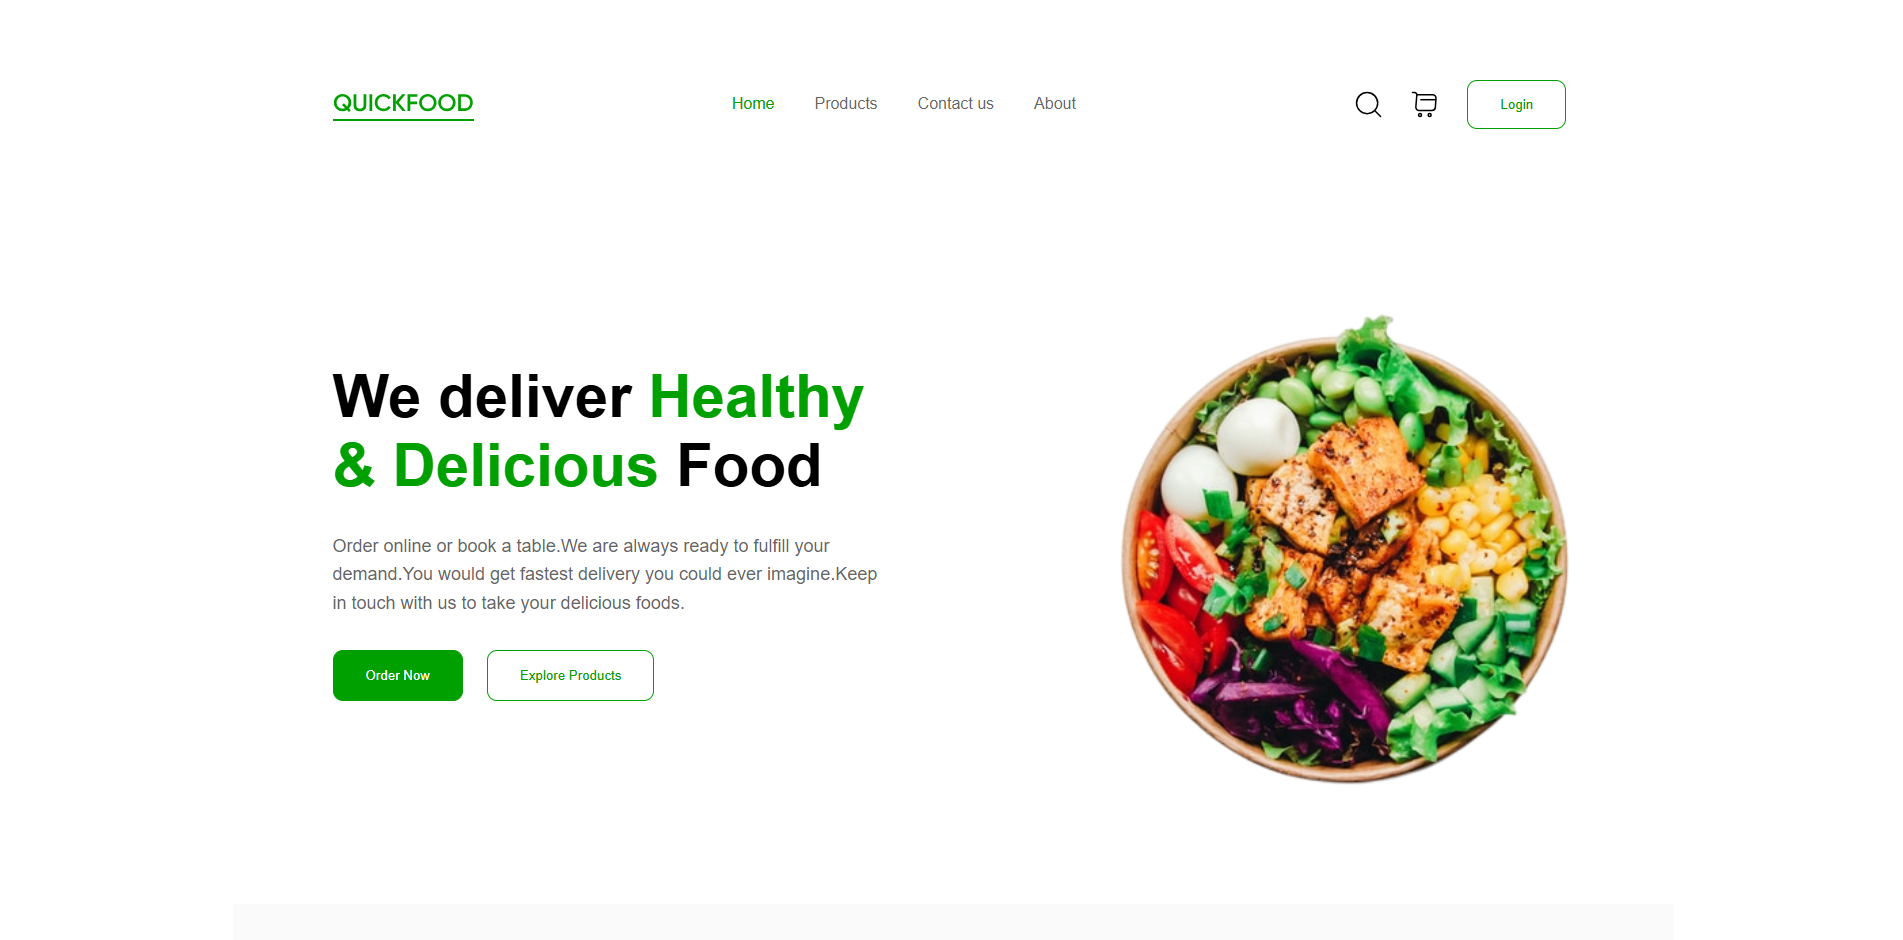 QUICKFOOD
Home
Products
Contact us
About
Login
We deliver Healthy
& Delicious Food
Order online or book a table.We are always ready to fulfill your
demand.You would get fastest delivery you could ever imagine.Keep
in touch with us to take your delicious foods.
Order Now
Explore Products